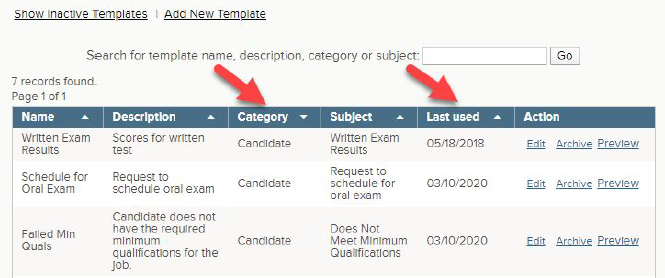 Show Inactive Templates | Add New Template
Search for template name, description, category or subject: Go
7 records found.
Page 1 of 1
Name Description Category Subject Last used Action
Written Exam Results Scores for written test Candidate Written Exam Results 05/18/2018 Edit Archive Preview
Schedule for Oral Exam Request to schedule oral exam Candidate Request to schedule for oral exam 03/10/2020 Edit Archive Preview
Failed Min Quals Candidate does not have the required minimum qualifications for the job. Candidate Does Not Meet Minimum Qualifications 03/10/2020 Edit Archive Preview